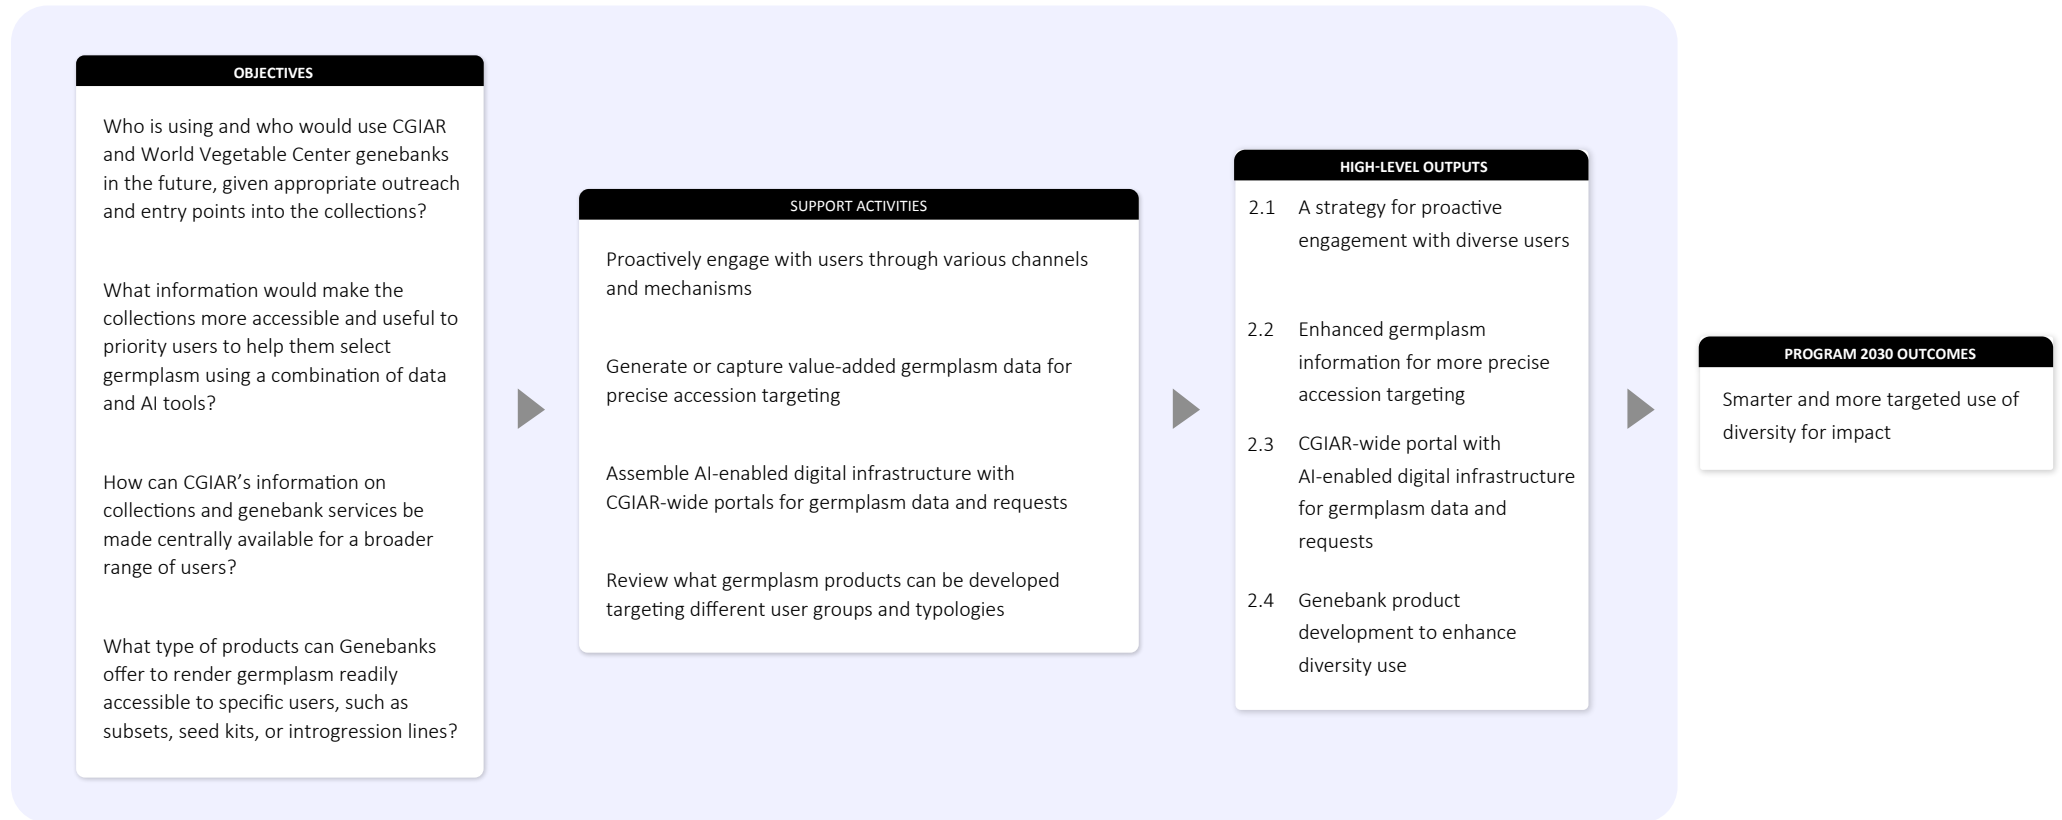 OBJECTIVES
Who is using and who would use CGIAR
and World Vegetable Center genebanks
in the future, given appropriate outreach
and entry points into the collections?
What information would make the
collections more accessible and useful to
priority users to help them select
germplasm using a combination of data
and AI tools?
How can CGIAR’s information on
collections and genebank services be
made centrally available for a broader
range of users?
What type of products can Genebanks
offer to render germplasm readily
accessible to specific users, such as
subsets, seed kits, or introgression lines?
SUPPORT ACTIVITIES
Proactively engage with users through various channels
and mechanisms
Generate or capture value-added germplasm data for
precise accession targeting
Assemble AI-enabled digital infrastructure with
CGIAR-wide portals for germplasm data and requests
Review what germplasm products can be developed
targeting different user groups and typologies
HIGH-LEVEL OUTPUTS
2.1 A strategy for proactive
engagement with diverse users
2.2 Enhanced germplasm
information for more precise
accession targeting
2.3 CGIAR-wide portal with
AI-enabled digital infrastructure
for germplasm data and
requests
2.4 Genebank product
development to enhance
diversity use
PROGRAM 2030 OUTCOMES
Smarter and more targeted use of
diversity for impact